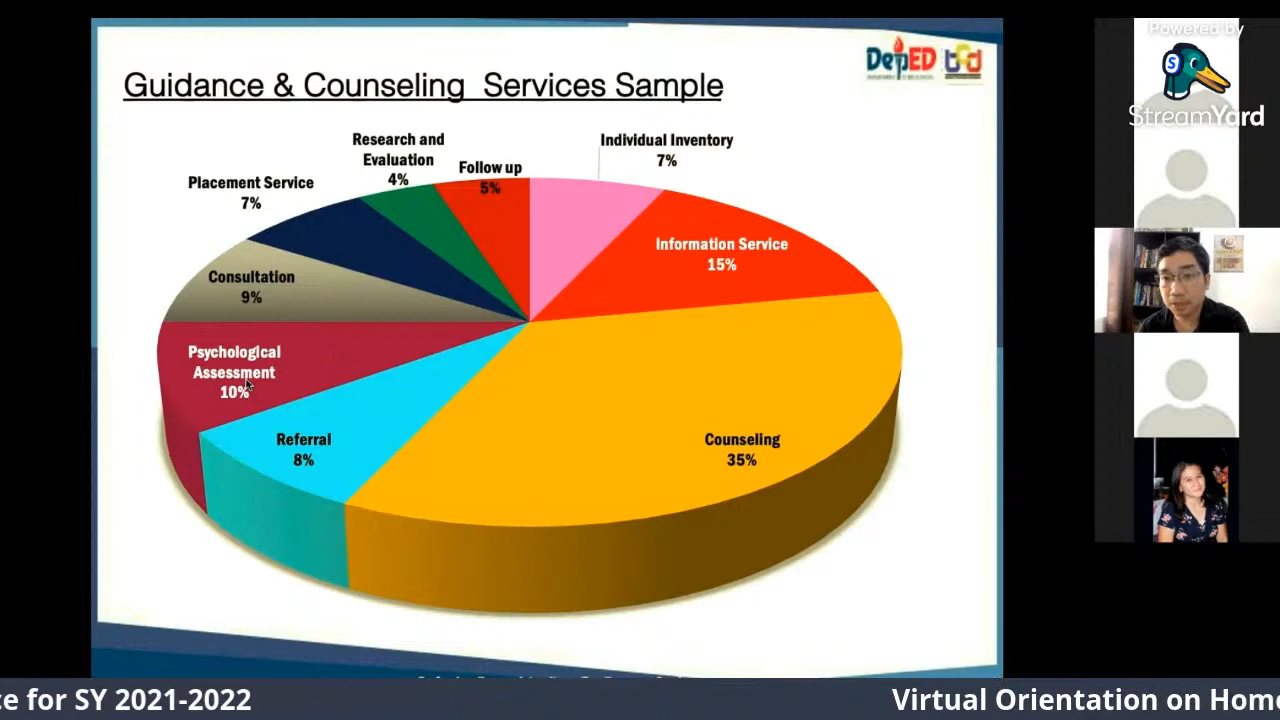 Powered by
StreamYard
DepED
Guidance & Counseling Services Sample
Research and
Evaluation
4%
Follow up
5%
Individual Inventory
7%
Placement Service
7%
Information Service
15%
Consultation
9%
Psychological
Assessment
10%
Referral
8%
Counseling
35%
ce for SY 2021-2022
Virtual Orientation on Home